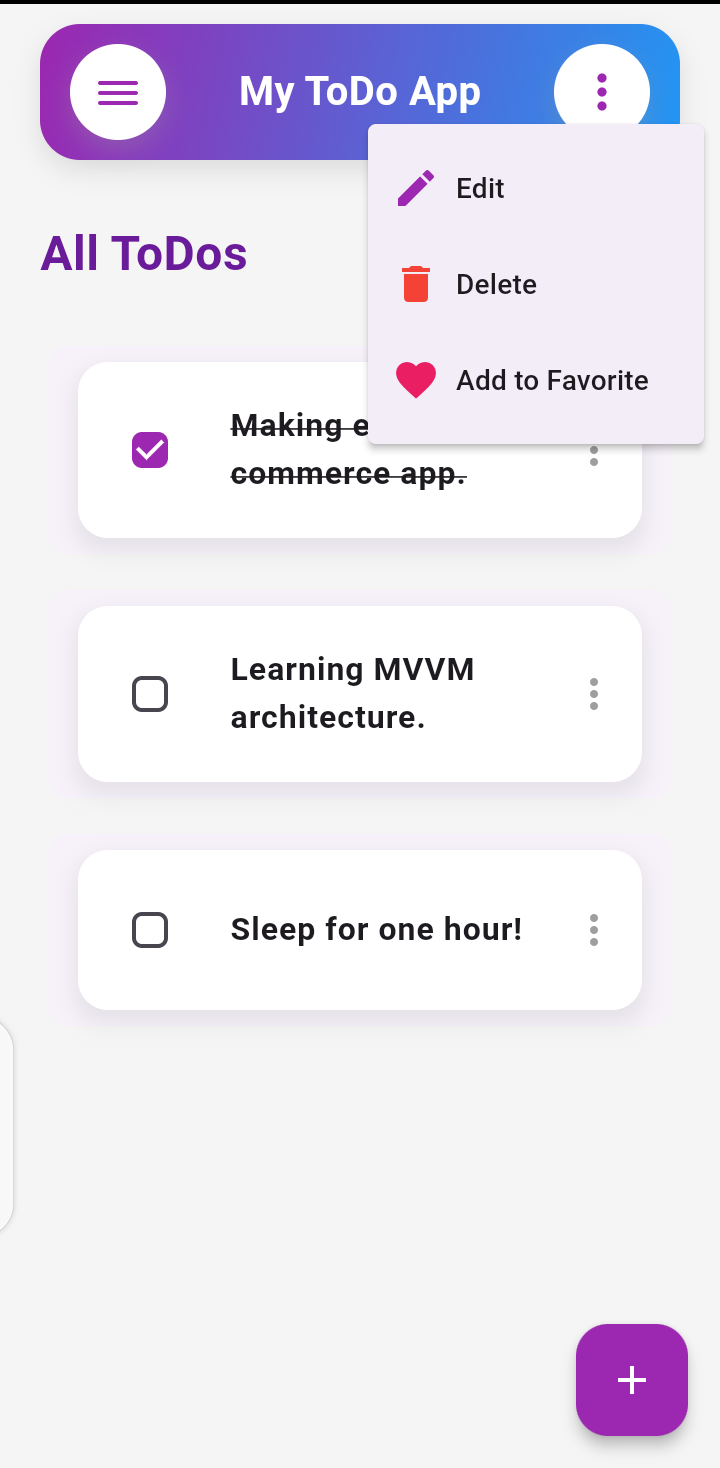 My ToDo App
Edit
All ToDos
Delete
Add to Favorite
Making e
commerce app.
Learning MVVM
architecture.
Sleep for one hour!